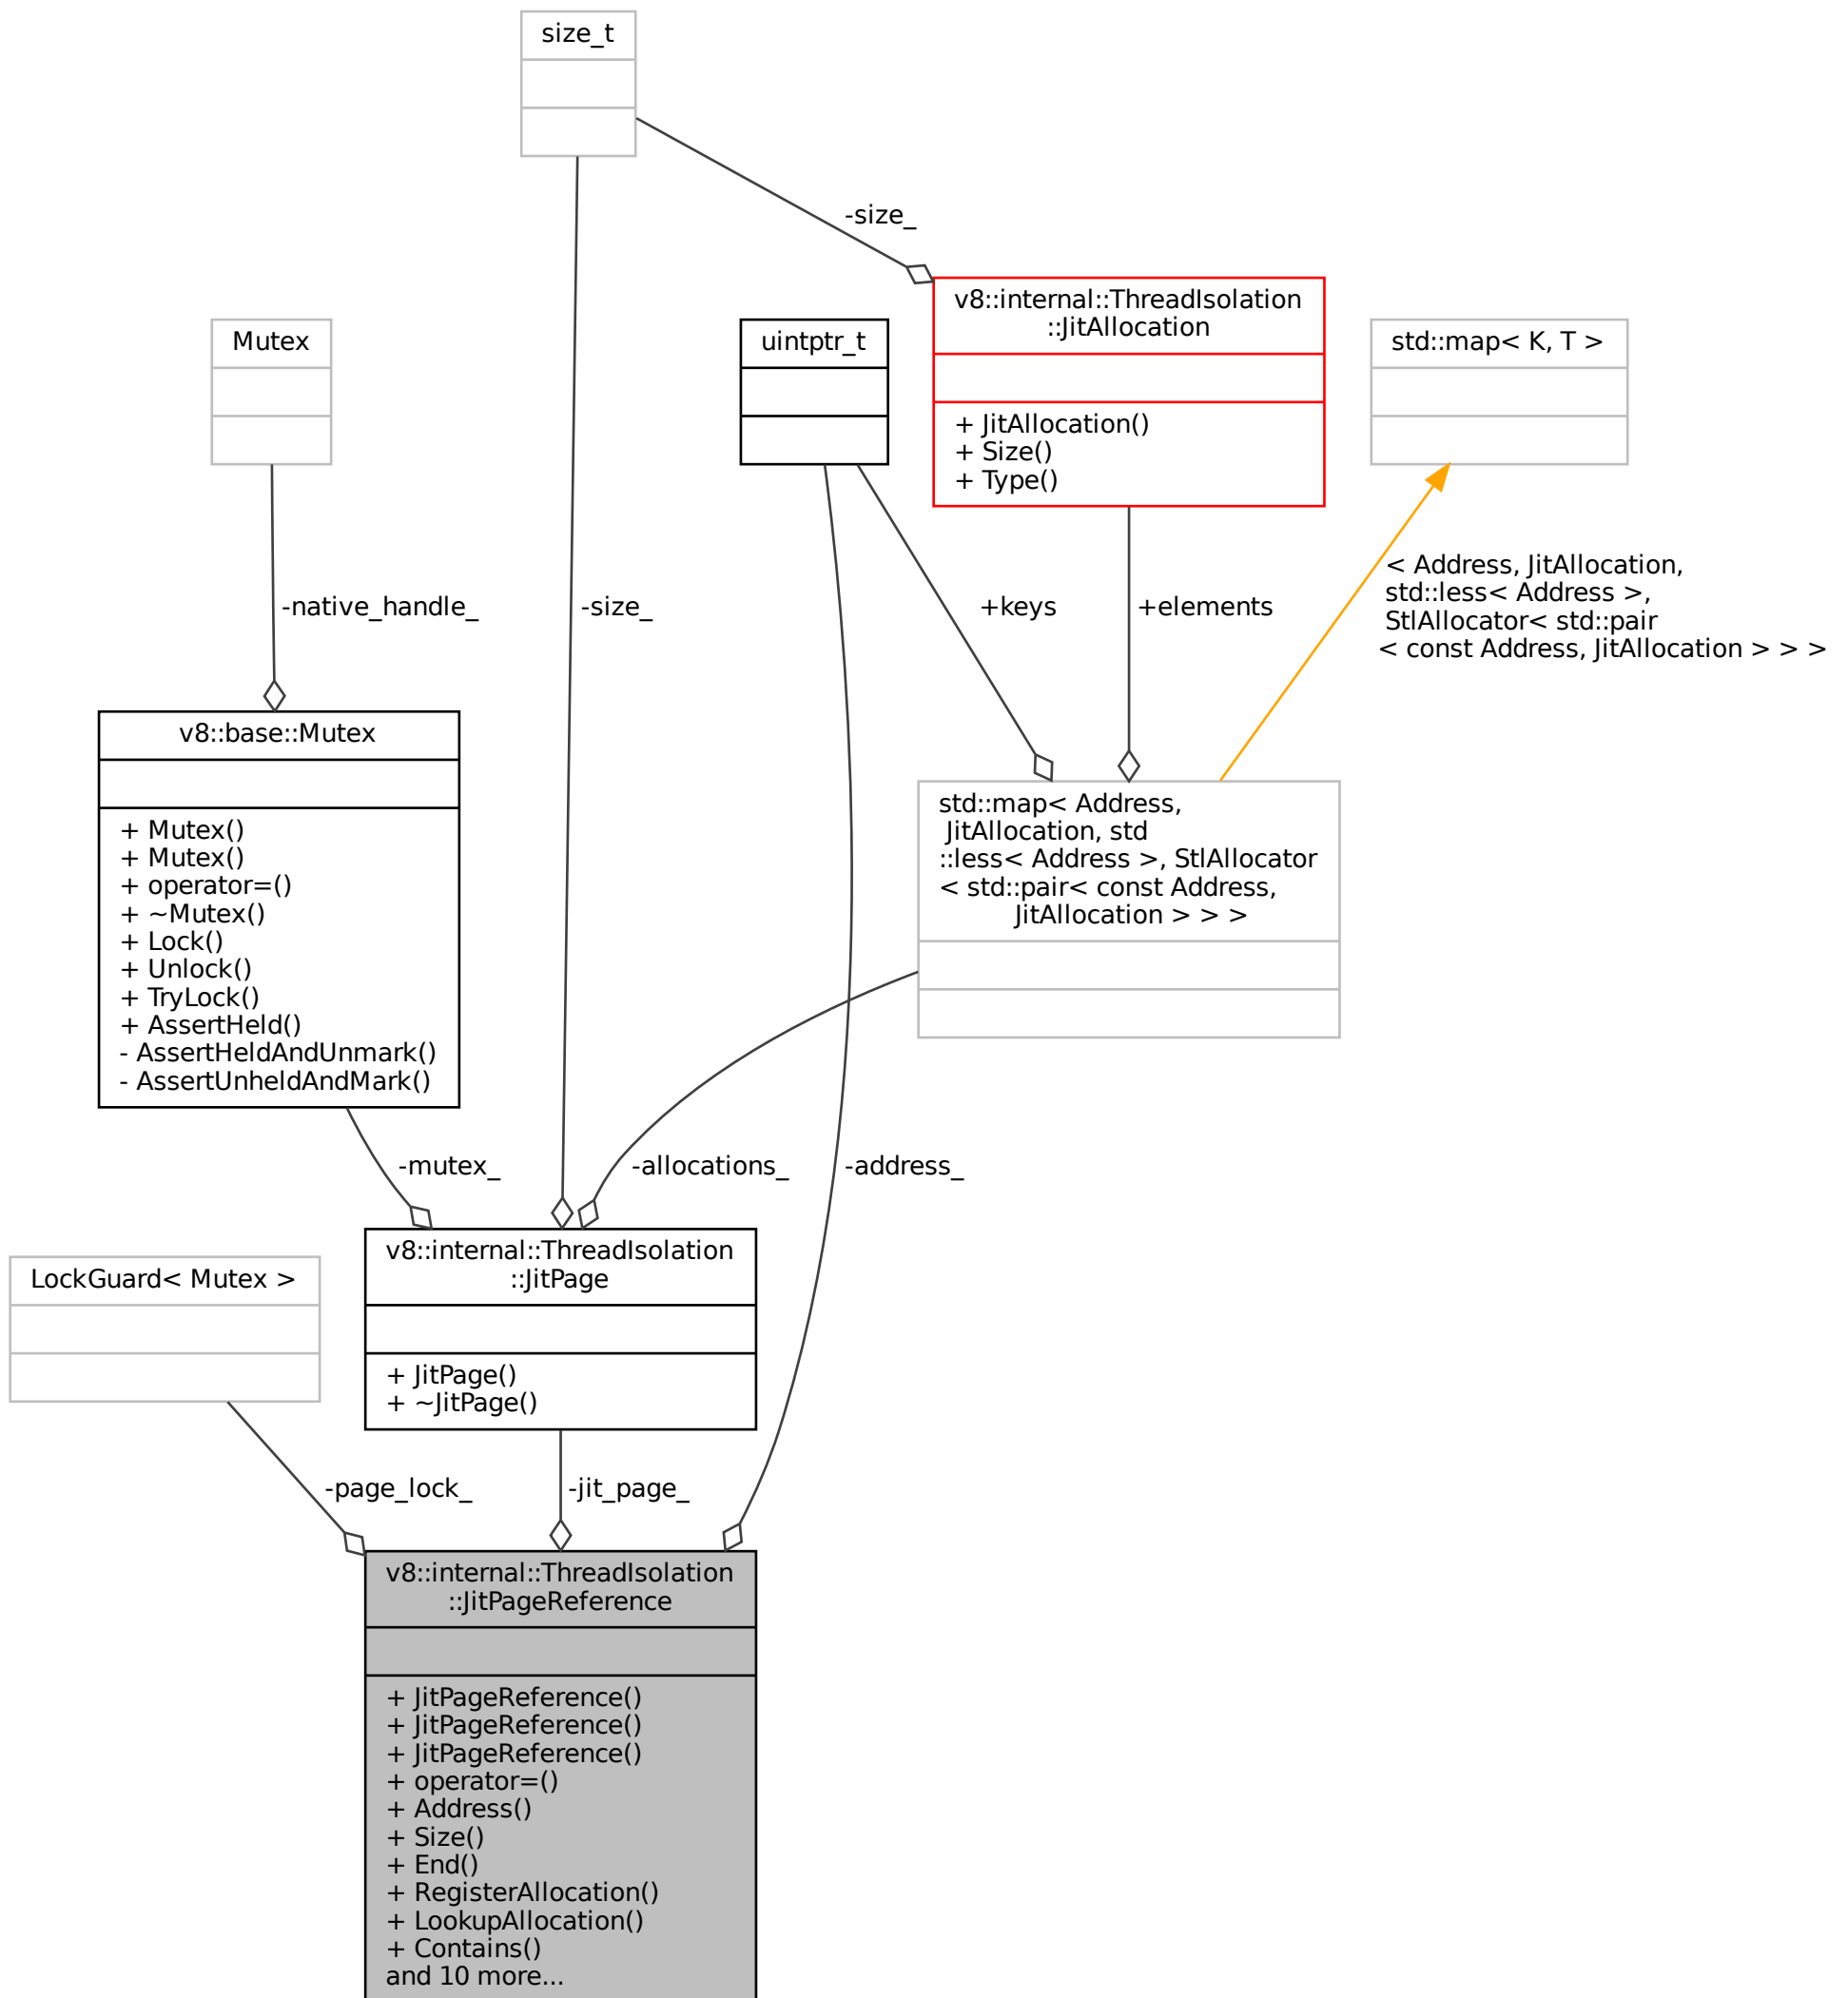 size_t
-size_
v8::internal::ThreadIsolation
::JitAllocation
+ JitAllocation()
+ Size()
+ Type()
Mutex
uintptr_t
std::map< K, T >
-native_handle_
-size_
+keys
+elements
< Address, JitAllocation,
std::less< Address >,
StlAllocator< std::pair
< const Address, JitAllocation > > >
v8::base::Mutex
+ Mutex()
+ Mutex()
+ operator=()
+ ~Mutex()
+ Lock()
+ Unlock()
+ TryLock()
+ AssertHeld()
- AssertHeldAndUnmark()
- AssertUnheldAndMark()
std::map< Address,
JitAllocation, std
::less< Address >, StlAllocator
< std::pair< const Address,
JitAllocation > > >
-mutex_
-allocations_
-address_
LockGuard< Mutex >
v8::internal::ThreadIsolation
::JitPage
+ JitPage()
+ ~JitPage()
-page_lock_
-jit_page_
v8::internal::ThreadIsolation
::JitPageReference
+ JitPageReference()
+ JitPageReference()
+ JitPageReference()
+ operator=()
+ Address()
+ Size()
+ End()
+ RegisterAllocation()
+ LookupAllocation()
+ Contains()
and 10 more...